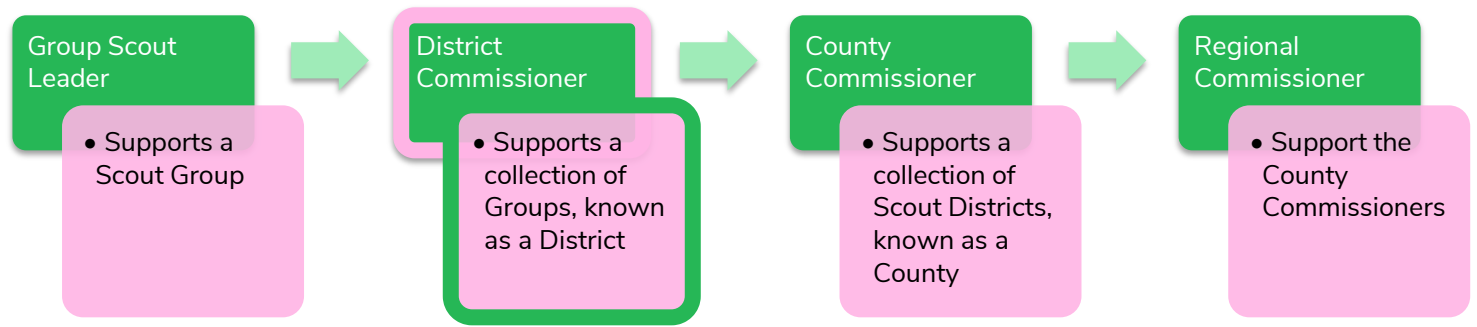 Group Scout
Leader
• Supports a
Scout Group
District
Commissioner
• Supports a
collection of
Groups, known
as a District
County
Commissioner
• Supports a
collection of
Scout Districts,
known as a
County
Regional
Commissioner
• Support the
County
Commissioners